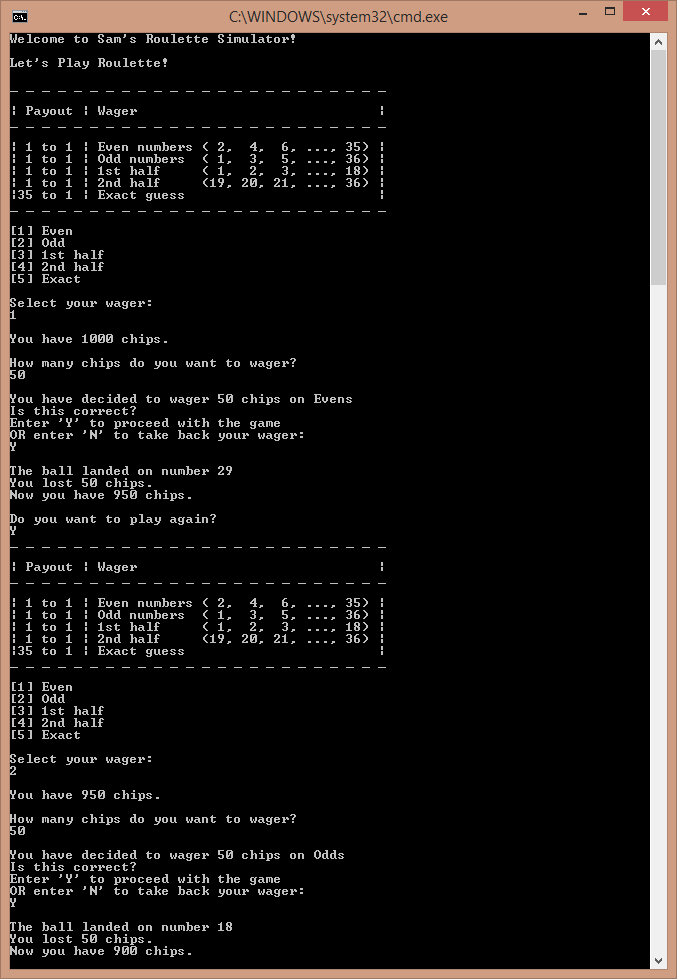 C:\WINDOWS\system32\cmd.exe
Welcome to Sam's Roulette Simulator!
Let's Play Roulette!
- - - - - - - - - - - - - - - - - - - - - - - -
¦ Payout ¦ Wager                               ¦
- - - - - - - - - - - - - - - - - - - - - - - -
¦ 1 to 1 ¦ Even numbers ( 2,  4,  6, ..., 35) ¦
¦ 1 to 1 ¦ Odd numbers  ( 1,  3,  5, ..., 36) ¦
¦ 1 to 1 ¦ 1st half     ( 1,  2,  3, ..., 18) ¦
¦ 1 to 1 ¦ 2nd half     (19, 20, 21, ..., 36) ¦
¦35 to 1 ¦ Exact guess                         ¦
- - - - - - - - - - - - - - - - - - - - - - - -
[1] Even
[2] Odd
[3] 1st half
[4] 2nd half
[5] Exact
Select your wager:
1
You have 1000 chips.
How many chips do you want to wager?
50
You have decided to wager 50 chips on Evens
Is this correct?
Enter 'Y' to proceed with the game
OR enter 'N' to take back your wager:
Y
The ball landed on number 29
You lost 50 chips.
Now you have 950 chips.
Do you want to play again?
Y
- - - - - - - - - - - - - - - - - - - - - - - -
¦ Payout ¦ Wager                               ¦
- - - - - - - - - - - - - - - - - - - - - - - -
¦ 1 to 1 ¦ Even numbers ( 2,  4,  6, ..., 35) ¦
¦ 1 to 1 ¦ Odd numbers  ( 1,  3,  5, ..., 36) ¦
¦ 1 to 1 ¦ 1st half     ( 1,  2,  3, ..., 18) ¦
¦ 1 to 1 ¦ 2nd half     (19, 20, 21, ..., 36) ¦
¦35 to 1 ¦ Exact guess                         ¦
- - - - - - - - - - - - - - - - - - - - - - - -
[1] Even
[2] Odd
[3] 1st half
[4] 2nd half
[5] Exact
Select your wager:
2
You have 950 chips.
How many chips do you want to wager?
50
You have decided to wager 50 chips on Odds
Is this correct?
Enter 'Y' to proceed with the game
OR enter 'N' to take back your wager:
Y
The ball landed on number 18
You lost 50 chips.
Now you have 900 chips.